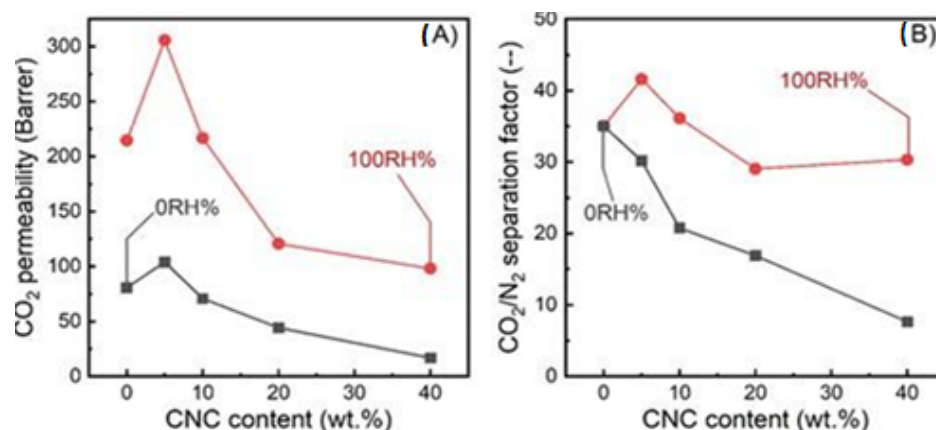 (A)
300
250
200
150
100
50
0
CO₂ permeability (Barrer)
100RH%
0RH%
0 10 20 30 40
CNC content (wt.%)
(B)
50
40
30
20
10
0
CO₂/N₂ separation factor (--)
100RH%
0RH%
0 10 20 30 40
CNC content (wt.%)